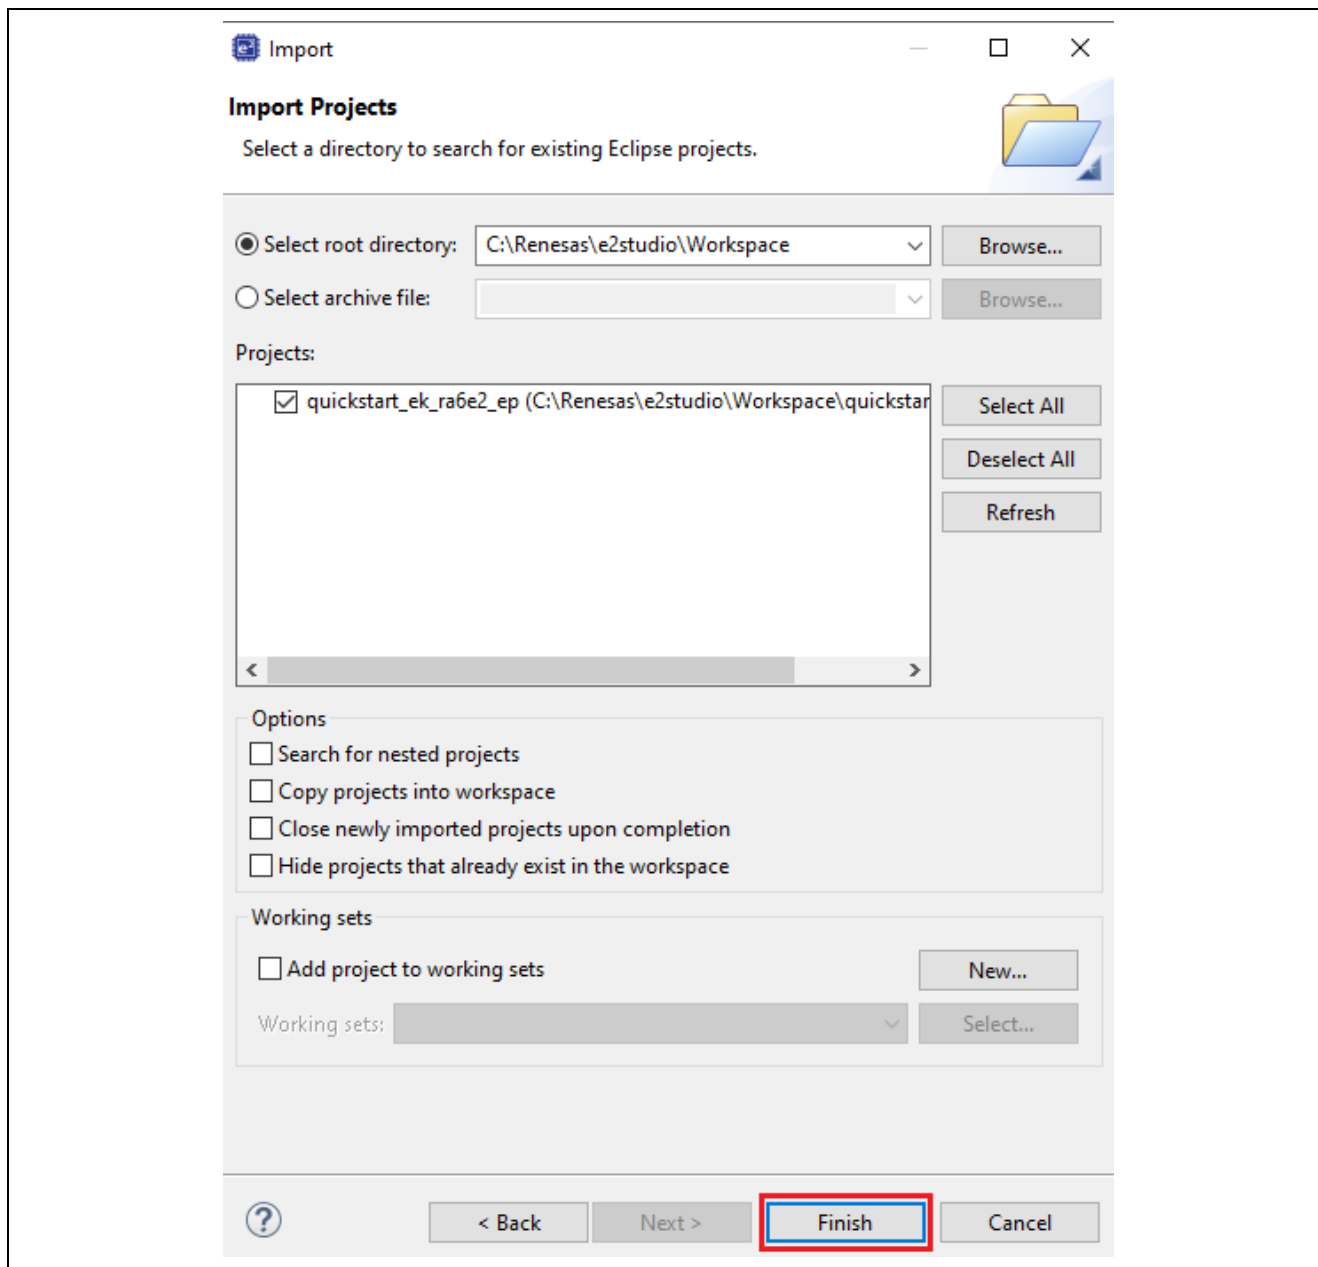 Import
Import Projects
Select a directory to search for existing Eclipse projects.
Select root directory: C:\Renesas\e2studio\Workspace Browse...
Select archive file: Browse...
Projects:
quickstart_ek_ra6e2_ep (C:\Renesas\e2studio\Workspace\quickstar
Select All
Deselect All
Refresh
Options
Search for nested projects
Copy projects into workspace
Close newly imported projects upon completion
Hide projects that already exist in the workspace
Working sets
Add project to working sets New...
Working sets: Select...
? < Back Next > Finish Cancel